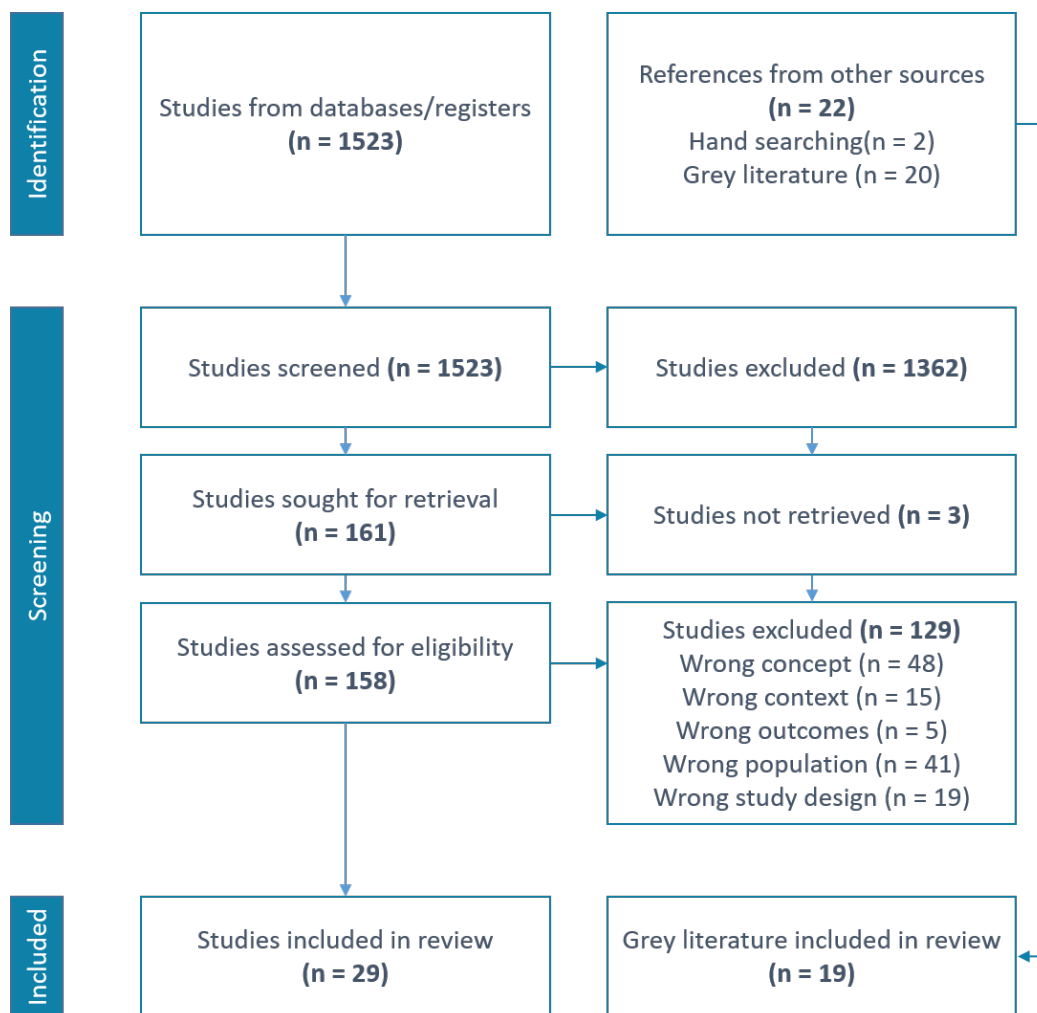 Identification
Studies from databases/registers
(n = 1523)
References from other sources
(n = 22)
Hand searching(n = 2)
Grey literature (n = 20)
Screening
Studies screened (n = 1523)
Studies excluded (n = 1362)
Studies sought for retrieval
(n = 161)
Studies not retrieved (n = 3)
Studies assessed for eligibility
(n = 158)
Studies excluded (n = 129)
Wrong concept (n = 48)
Wrong context (n = 15)
Wrong outcomes (n = 5)
Wrong population (n = 41)
Wrong study design (n = 19)
Included
Studies included in review
(n = 29)
Grey literature included in review
(n = 19)